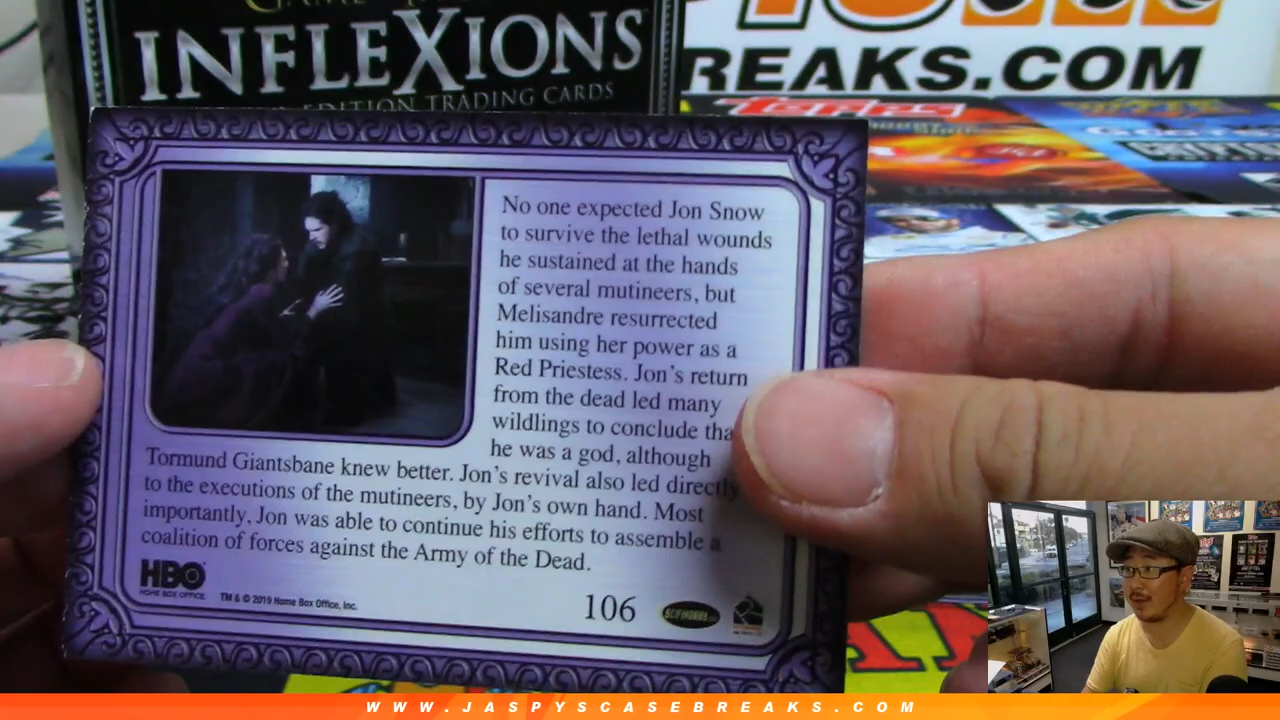 INFLEXIONS
EDITION TRADING CARDS
REAKS.COM
Topps
No one expected Jon Snow
to survive the lethal wounds
he sustained at the hands
of several mutineers, but
Melisandre resurrected
him using her power as a
Red Priestess. Jon's return
from the dead led many
wildlings to conclude tha
he was a god, although
Tormund Giantsbane knew better. Jon's revival also led directly
to the executions of the mutineers, by Jon's own hand. Most
importantly, Jon was able to continue his efforts to assemble a
coalition of forces against the Army of the Dead.
HBO
HOME BOX OFFICE
TM & © 2019 Home Box Office, Inc.
106
WWW.JASPYSCASEBREAKS.COM